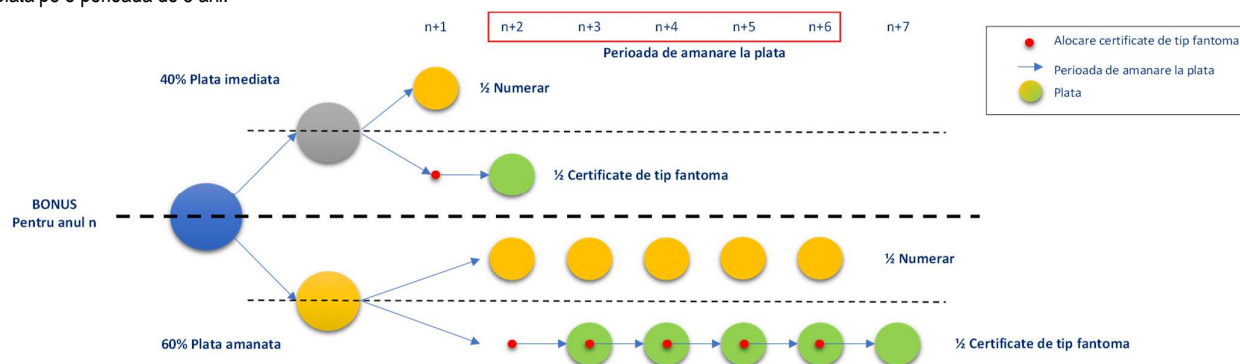 plata pe o perioada de 5 ani.
n+1 n+2 n+3 n+4 n+5 n+6 n+7
Perioada de amanare la plata
Alocare certificate de tip fantoma
Perioada de amanare la plata
Plata
40% Plata imediata
½ Numerar
½ Certificate de tip fantoma
BONUS
Pentru anul n
½ Numerar
60% Plata amanata
½ Certificate de tip fantoma